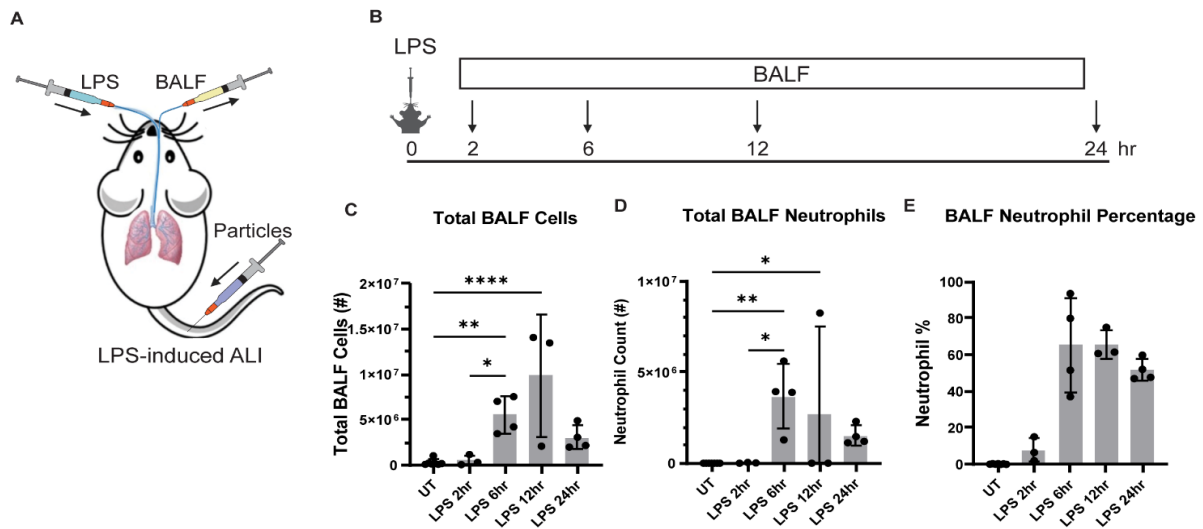 A
LPS
BALF
Particles
LPS-induced ALI
B
LPS
BALF
0 2 6 12 24 hr
C
Total BALF Cells
Total BALF Cells (#)
2×10⁷
1.5×10⁷
1×10⁷
5×10⁶
0
****
**
*
UT
LPS 2hr
LPS 6hr
LPS 12hr
LPS 24hr
D
Total BALF Neutrophils
Neutrophil Count (#)
1×10⁷
5×10⁶
0
*
**
*
UT
LPS 2hr
LPS 6hr
LPS 12hr
LPS 24hr
E
BALF Neutrophil Percentage
Neutrophil %
100
80
60
40
20
0
UT
LPS 2hr
LPS 6hr
LPS 12hr
LPS 24hr